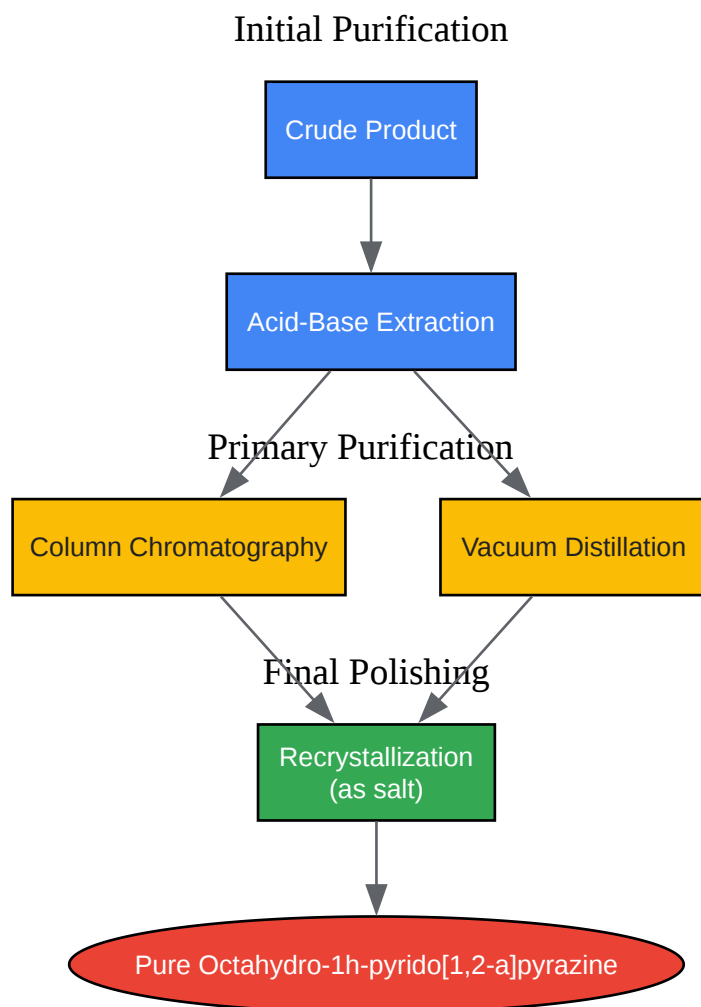 Initial Purification
Crude Product
Acid-Base Extraction
Primary Purification
Column Chromatography
Vacuum Distillation
Final Polishing
Recrystallization
(as salt)
Pure Octahydro-1h-pyrido[1,2-a]pyrazine